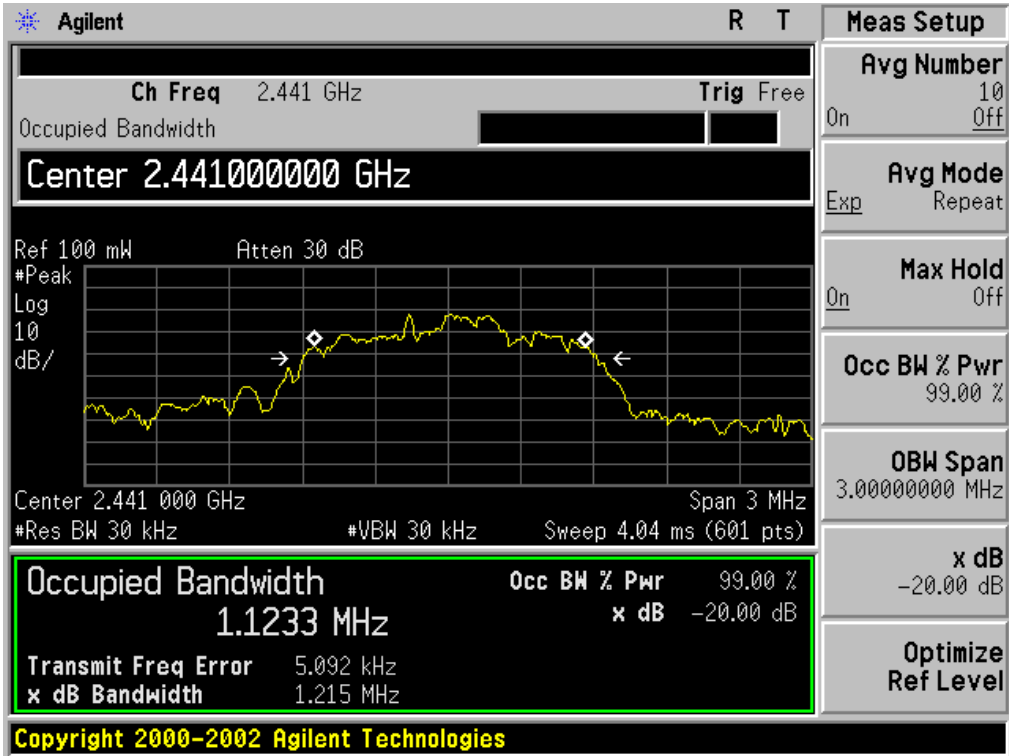 Agilent R T
Ch Freq 2.441 GHz Trig Free
Occupied Bandwidth
Center 2.441000000 GHz
Ref 100 mW Atten 30 dB
#Peak
Log
10
dB/
Center 2.441 000 GHz Span 3 MHz
#Res BW 30 kHz #VBW 30 kHz Sweep 4.04 ms (601 pts)
Occupied Bandwidth Occ BW % Pwr 99.00 %
1.1233 MHz x dB -20.00 dB
Transmit Freq Error 5.092 kHz
x dB Bandwidth 1.215 MHz
Copyright 2000-2002 Agilent Technologies
Meas Setup
Avg Number
10
On Off
Avg Mode
Exp Repeat
Max Hold
On Off
Occ BW % Pwr
99.00 %
OBW Span
3.00000000 MHz
x dB
-20.00 dB
Optimize
Ref Level